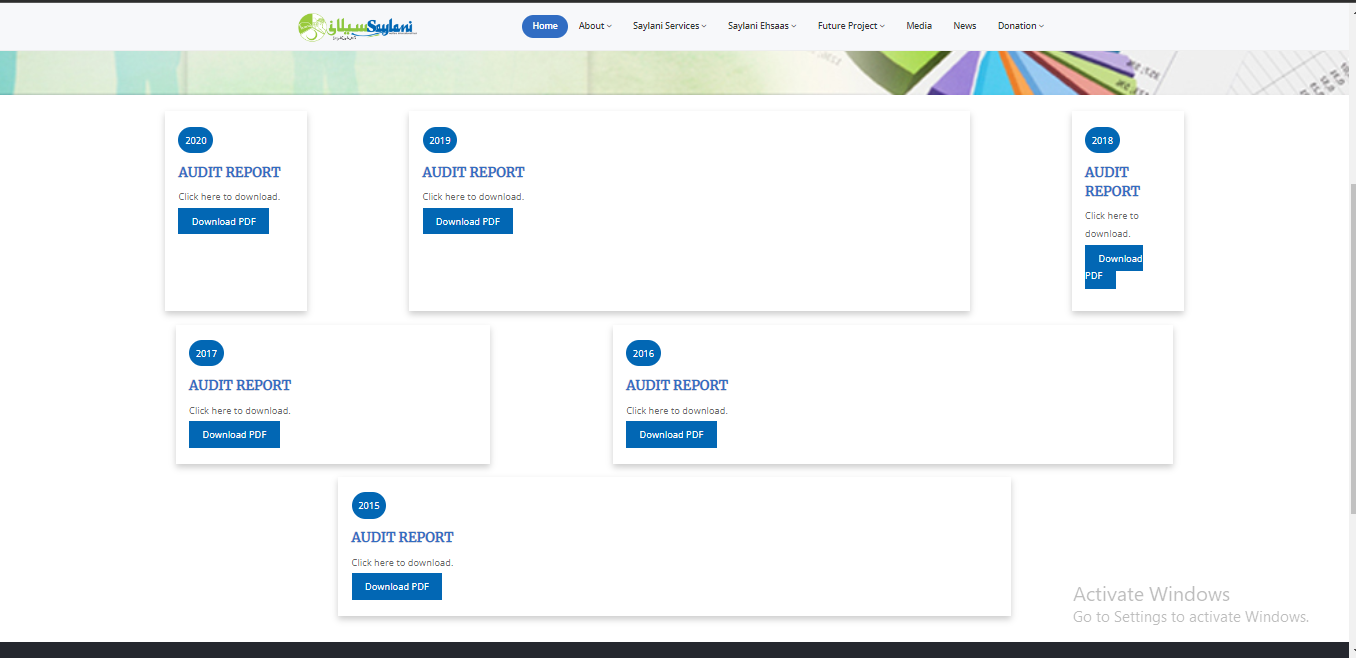 سیلانی Saylani
Home
About
Saylani Services
Saylani Ehsaas
Future Project
Media
News
Donation
2020
AUDIT REPORT
Click here to download.
Download PDF
2019
AUDIT REPORT
Click here to download.
Download PDF
2018
AUDIT
REPORT
Click here to
download.
Download
PDF
2017
AUDIT REPORT
Click here to download.
Download PDF
2016
AUDIT REPORT
Click here to download.
Download PDF
2015
AUDIT REPORT
Click here to download.
Download PDF
Activate Windows
Go to Settings to activate Windows.